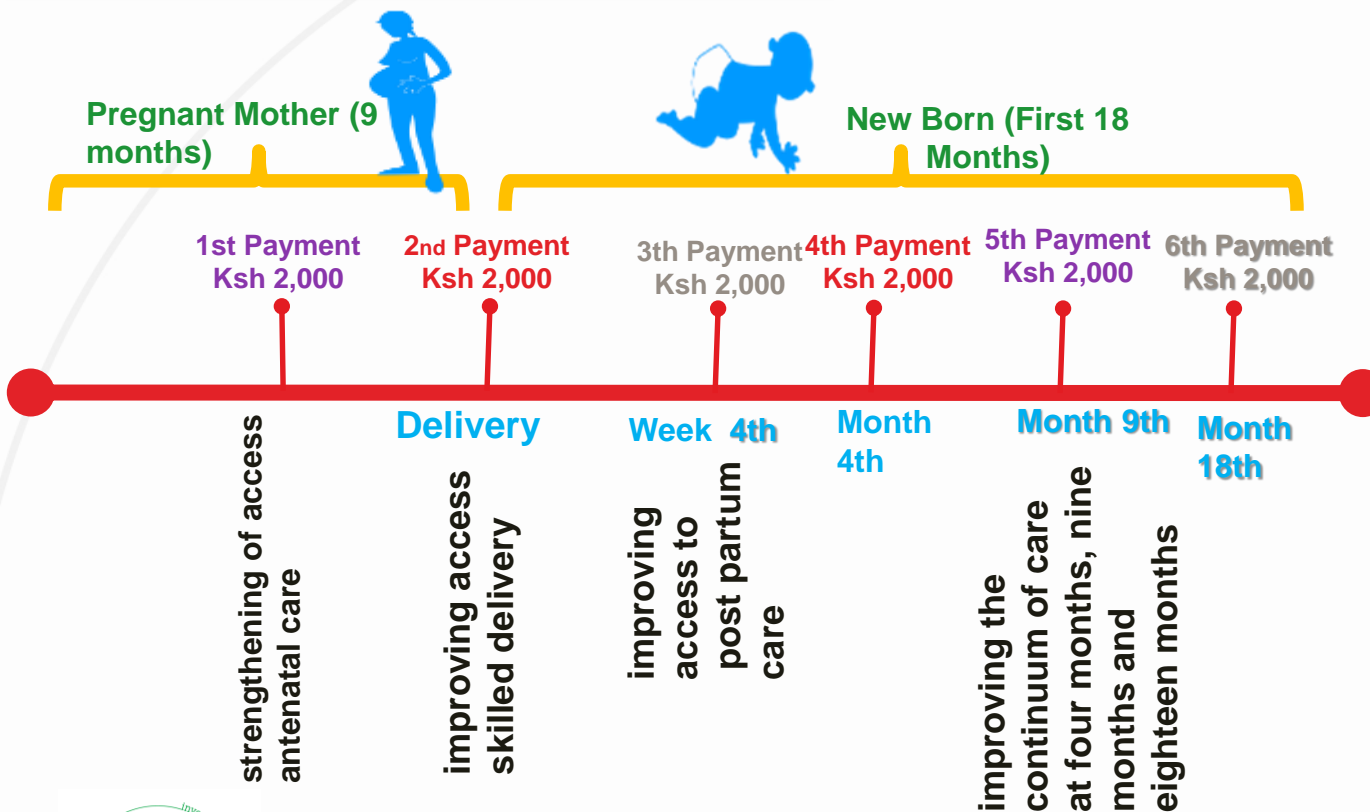 Pregnant Mother (9
months)
New Born (First 18
Months)
1st Payment
Ksh 2,000
2nd Payment
Ksh 2,000
3th Payment
Ksh 2,000
4th Payment
Ksh 2,000
5th Payment
Ksh 2,000
6th Payment
Ksh 2,000
Delivery
Week 4th
Month
4th
Month 9th
Month
18th
strengthening of access
antenatal care
improving access
skilled delivery
improving
access to
post partum
care
improving the
continuum of care
at four months, nine
months and
eighteen months